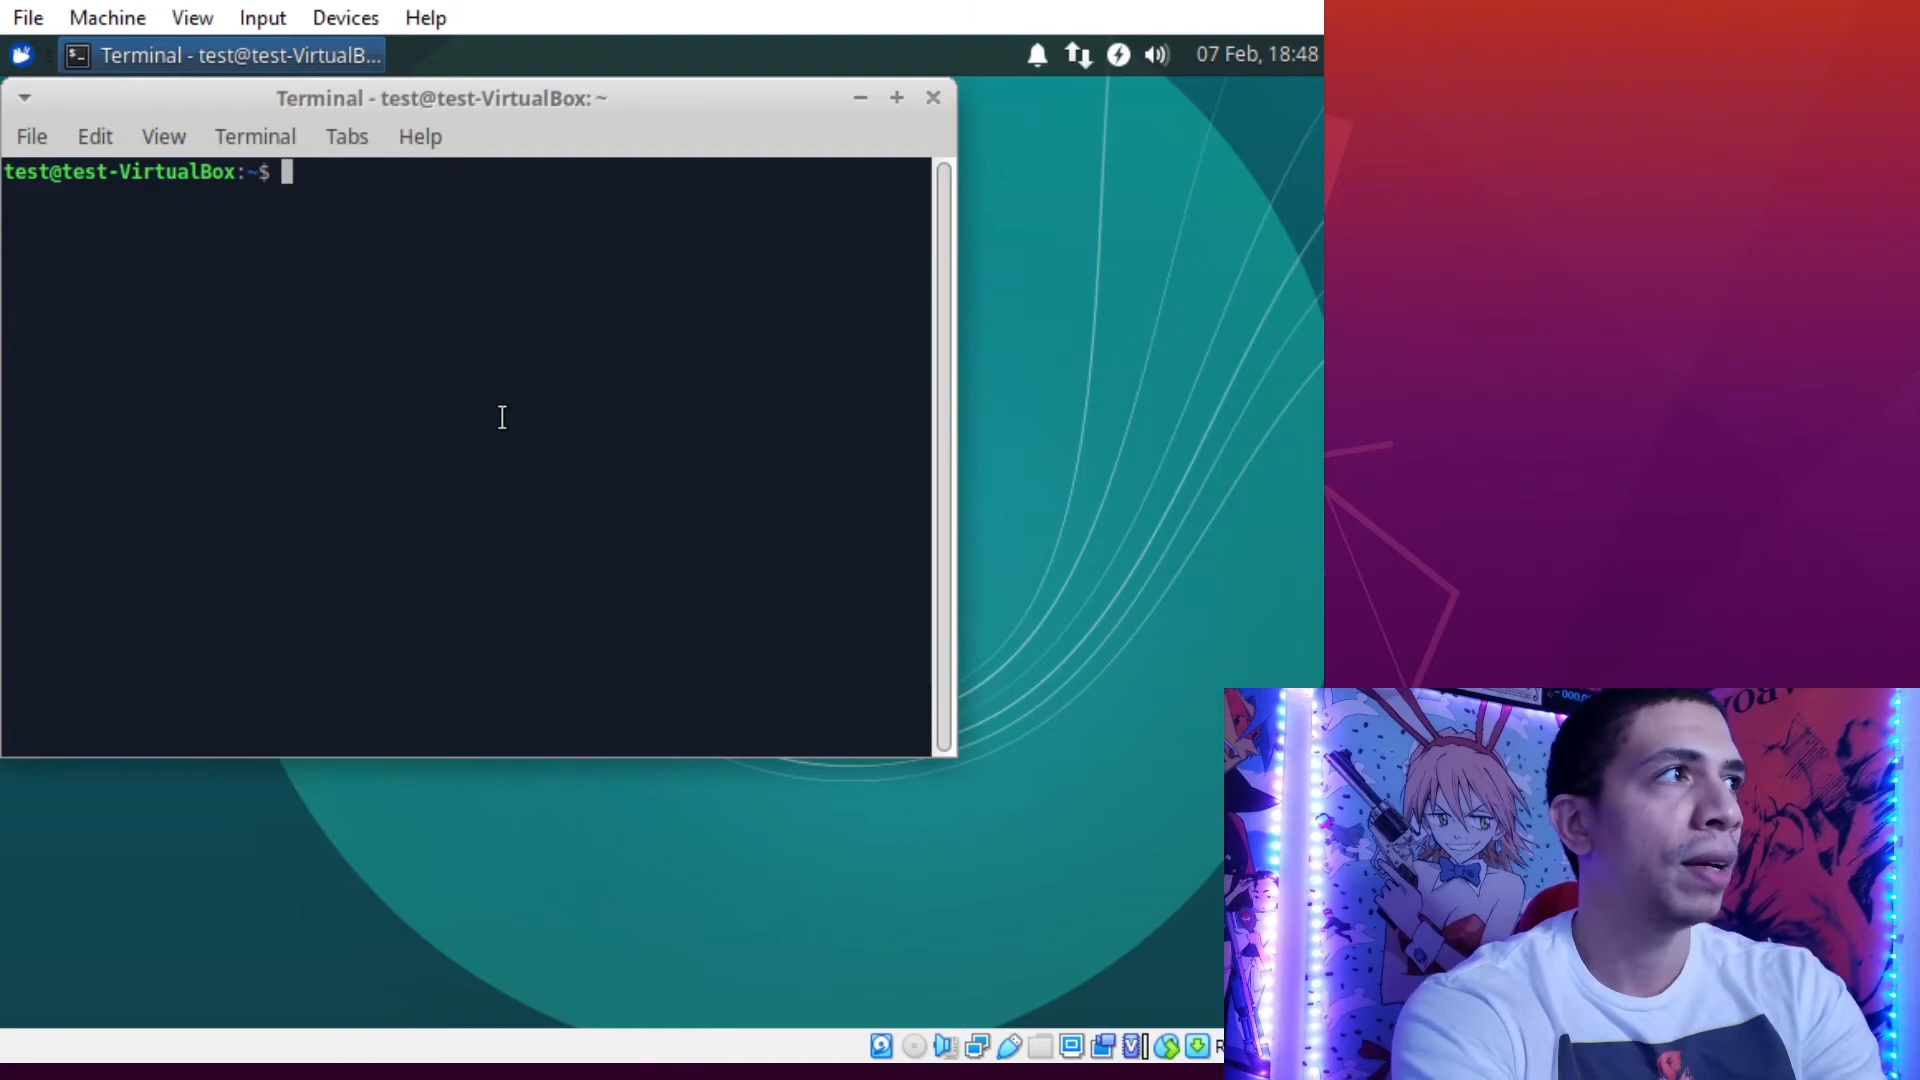 File Machine View Input Devices Help
Terminal - test@test-VirtualB... 07 Feb, 18:48
Terminal - test@test-VirtualBox: ~
File Edit View Terminal Tabs Help
test@test-VirtualBox:~$